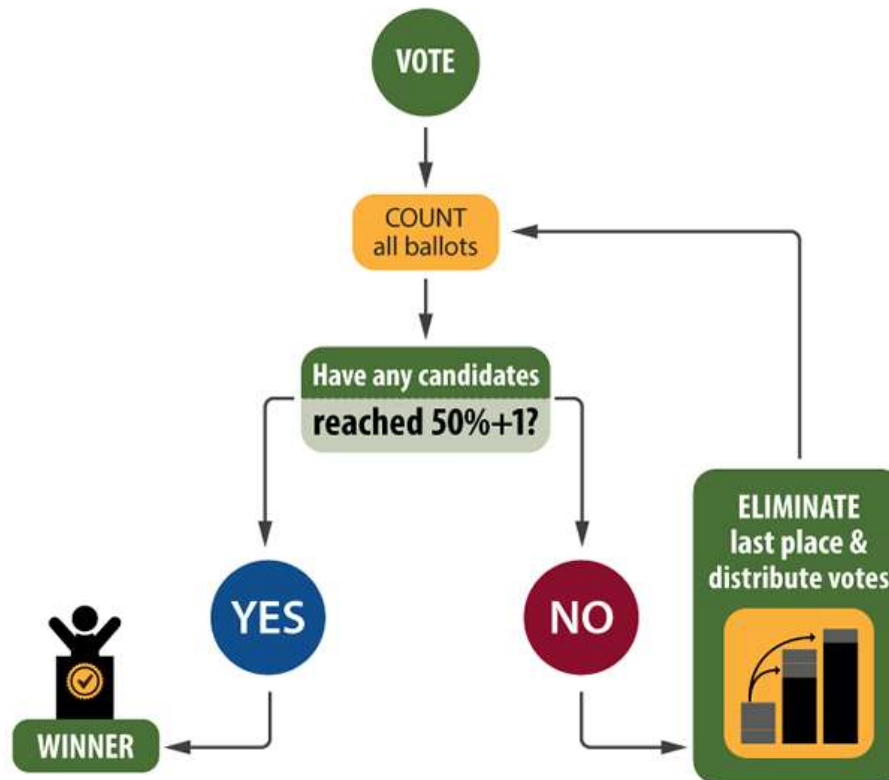 VOTE
COUNT
all ballots
Have any candidates
reached 50%+1?
YES
NO
WINNER
ELIMINATE
last place &
distribute votes